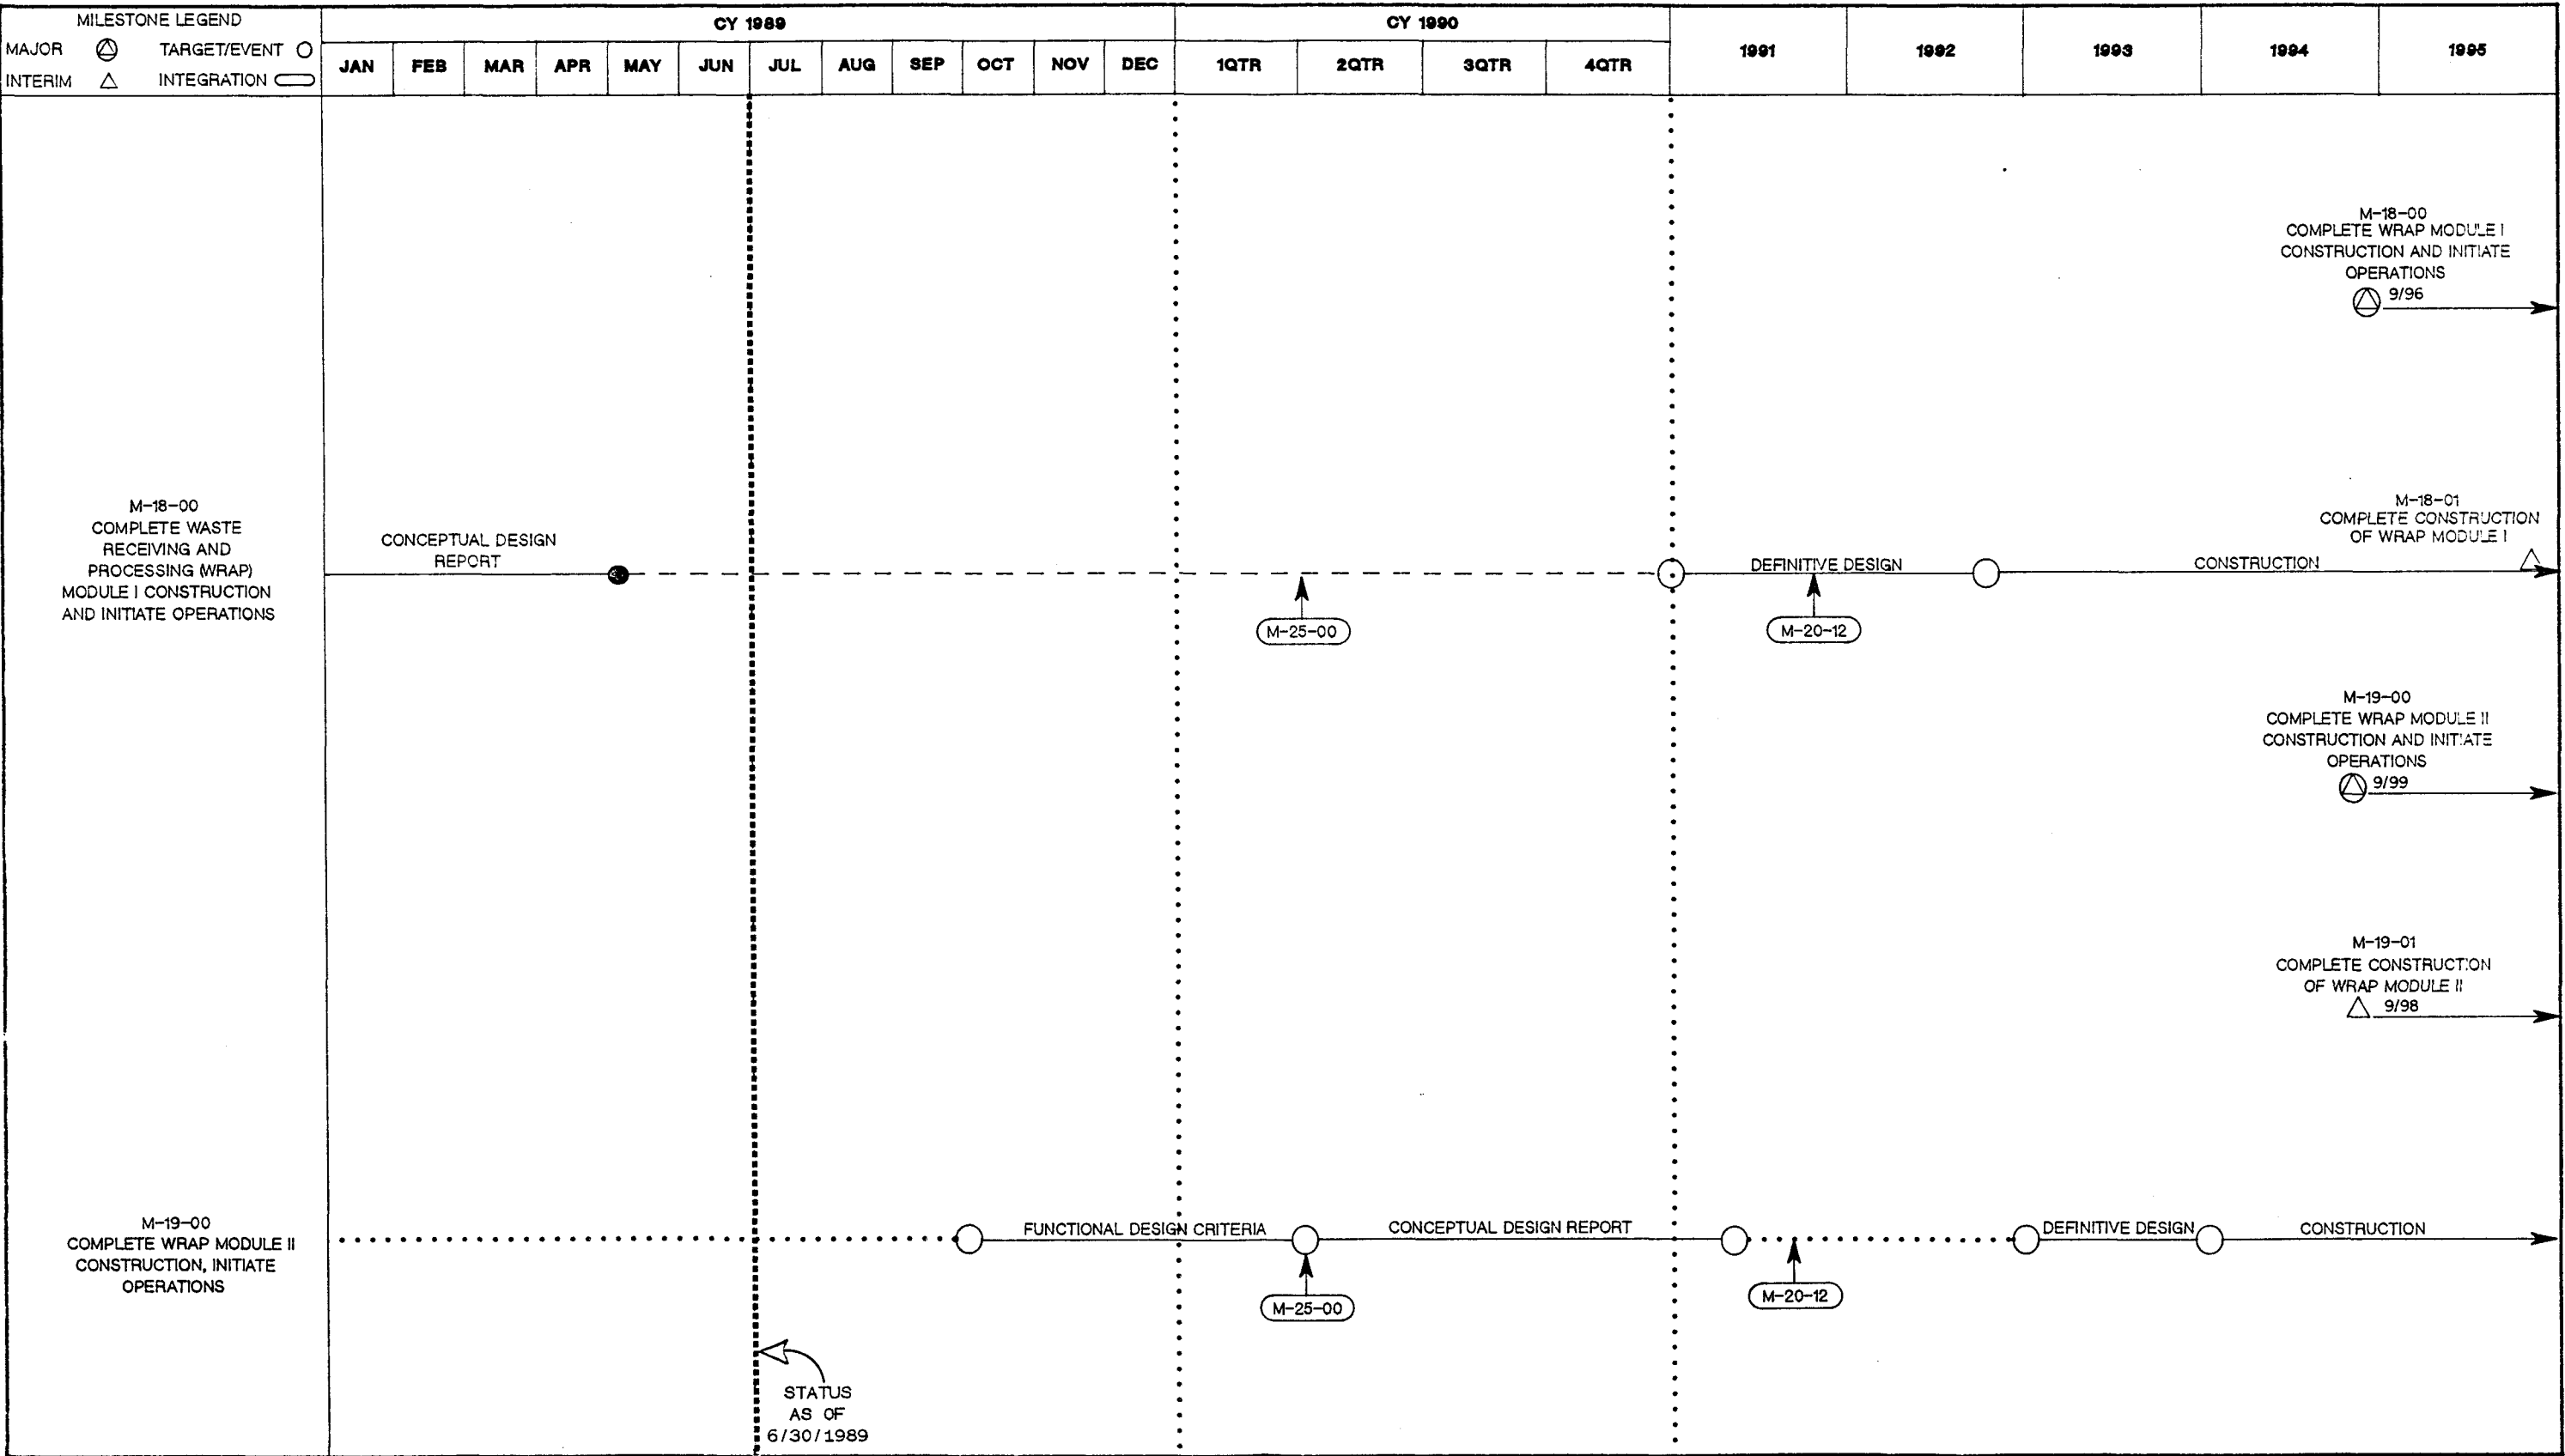 MILESTONE LEGEND
MAJOR TARGET/EVENT
INTERIM INTEGRATION
CY 1989
CY 1990
JAN FEB MAR APR MAY JUN JUL AUG SEP OCT NOV DEC 1QTR 2QTR 3QTR 4QTR 1991 1992 1993 1994 1995
M-18-00
COMPLETE WRAP MODULE I
CONSTRUCTION AND INITIATE
OPERATIONS
9/96
M-18-00
COMPLETE WASTE
RECEIVING AND
PROCESSING (WRAP)
MODULE I CONSTRUCTION
AND INITIATE OPERATIONS
CONCEPTUAL DESIGN
REPORT
DEFINITIVE DESIGN
CONSTRUCTION
M-18-01
COMPLETE CONSTRUCTION
OF WRAP MODULE I
M-25-00
M-20-12
M-19-00
COMPLETE WRAP MODULE II
CONSTRUCTION AND INITIATE
OPERATIONS
9/99
M-19-01
COMPLETE CONSTRUCTION
OF WRAP MODULE II
9/98
M-19-00
COMPLETE WRAP MODULE II
CONSTRUCTION, INITIATE
OPERATIONS
FUNCTIONAL DESIGN CRITERIA
CONCEPTUAL DESIGN REPORT
DEFINITIVE DESIGN
CONSTRUCTION
M-25-00
M-20-12
STATUS
AS OF
6/30/1989